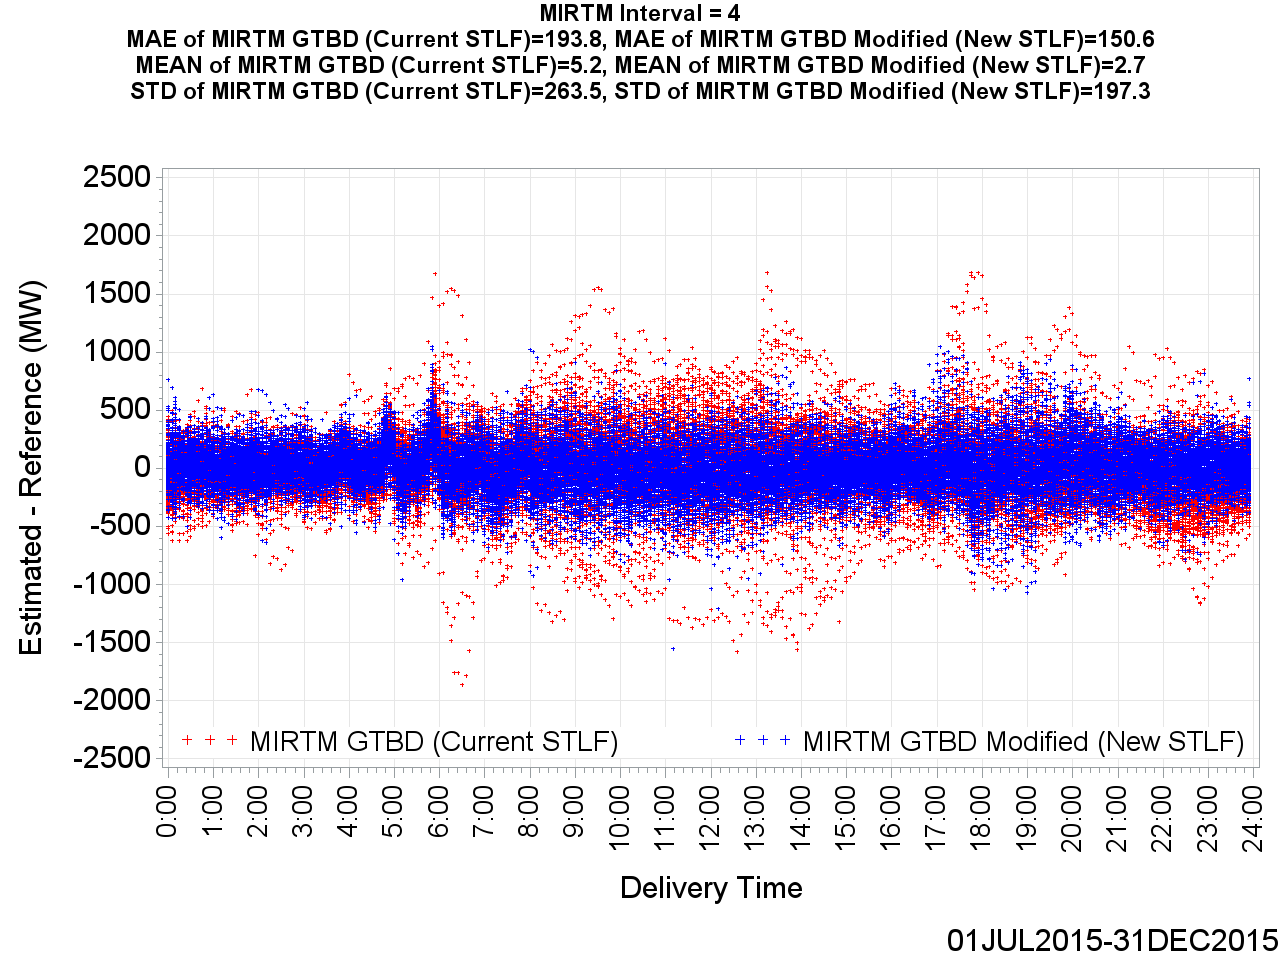 MIRTM Interval = 4
MAE of MIRTM GTBD (Current STLF)=193.8, MAE of MIRTM GTBD Modified (New STLF)=150.6
MEAN of MIRTM GTBD (Current STLF)=5.2, MEAN of MIRTM GTBD Modified (New STLF)=2.7
STD of MIRTM GTBD (Current STLF)=263.5, STD of MIRTM GTBD Modified (New STLF)=197.3
Estimated - Reference (MW)
2500
2000
1500
1000
500
0
-500
-1000
-1500
-2000
-2500
MIRTM GTBD (Current STLF) MIRTM GTBD Modified (New STLF)
0:00 1:00 2:00 3:00 4:00 5:00 6:00 7:00 8:00 9:00 10:00 11:00 12:00 13:00 14:00 15:00 16:00 17:00 18:00 19:00 20:00 21:00 22:00 23:00 24:00
Delivery Time
01JUL2015-31DEC2015